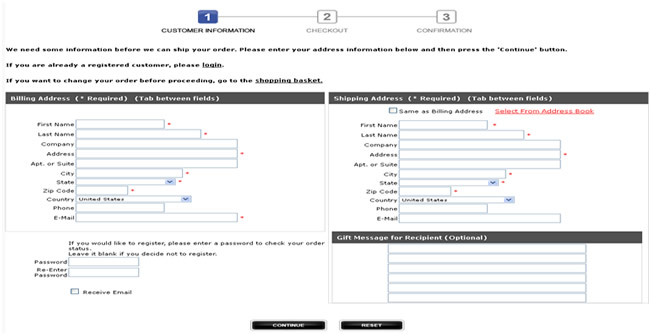 1 2 3
CUSTOMER INFORMATION CHECKOUT CONFIRMATION
We need some information before we can ship your order. Please enter your address information below and then press the 'Continue' button.
If you are already a registered customer, please login.
If you want to change your order before proceeding, go to the shopping basket.
Billing Address (* Required) (Tab between fields)
First Name *
Last Name *
Company
Address *
Apt. or Suite
City *
State *
Zip Code *
Country United States
Phone
E-Mail *
If you would like to register, please enter a password to check your order
status.
Leave it blank if you decide not to register.
Password
Re-Enter
Password
Receive Email
Shipping Address (* Required) (Tab between fields)
Same as Billing Address Select From Address Book
First Name *
Last Name *
Company
Address *
Apt. or Suite
City *
State *
Zip Code *
Country United States
Phone
E-Mail
Gift Message for Recipient (Optional)
CONTINUE RESET